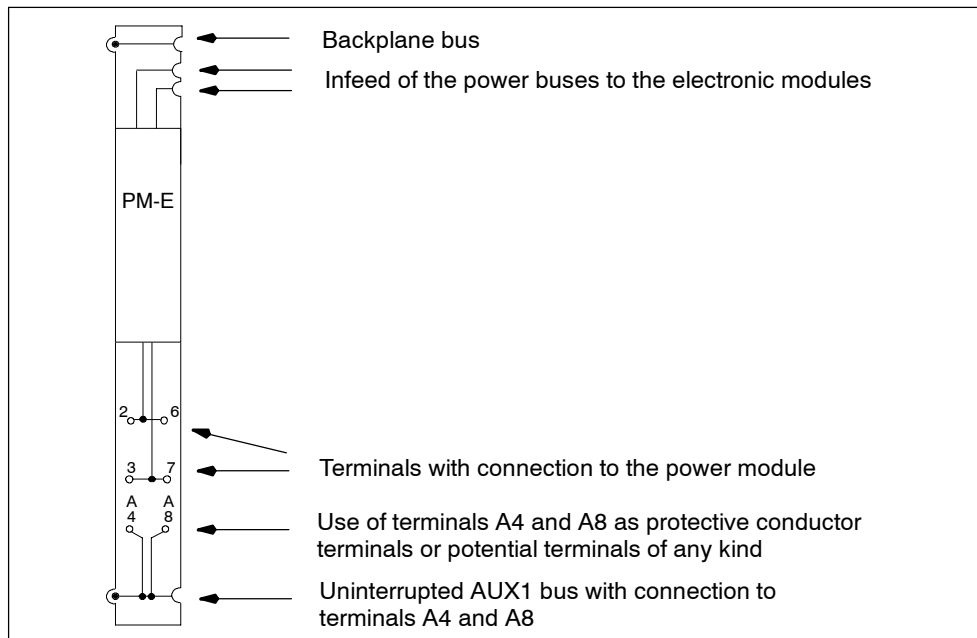 Backplane bus
Infeed of the power buses to the electronic modules
PM-E
2 6
3 7
A A
4 8
Terminals with connection to the power module
Use of terminals A4 and A8 as protective conductor
terminals or potential terminals of any kind
Uninterrupted AUX1 bus with connection to
terminals A4 and A8